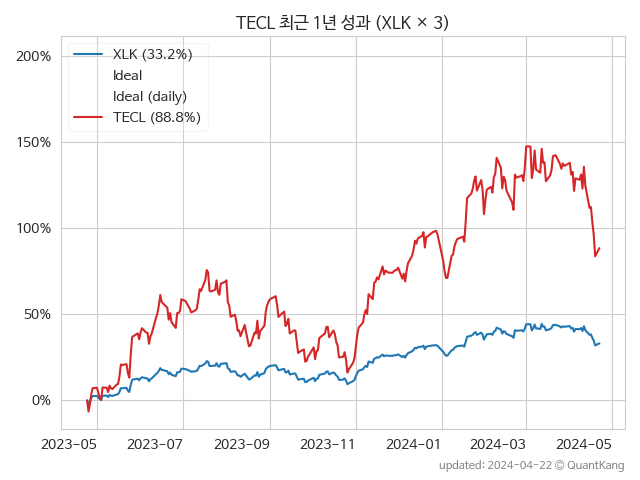 TECL 최근 1년 성과 (XLK × 3)
XLK (33.2%)
Ideal
Ideal (daily)
TECL (88.8%)
200%
150%
100%
50%
0%
2023-05 2023-07 2023-09 2023-11 2024-01 2024-03 2024-05
updated: 2024-04-22 © QuantKang